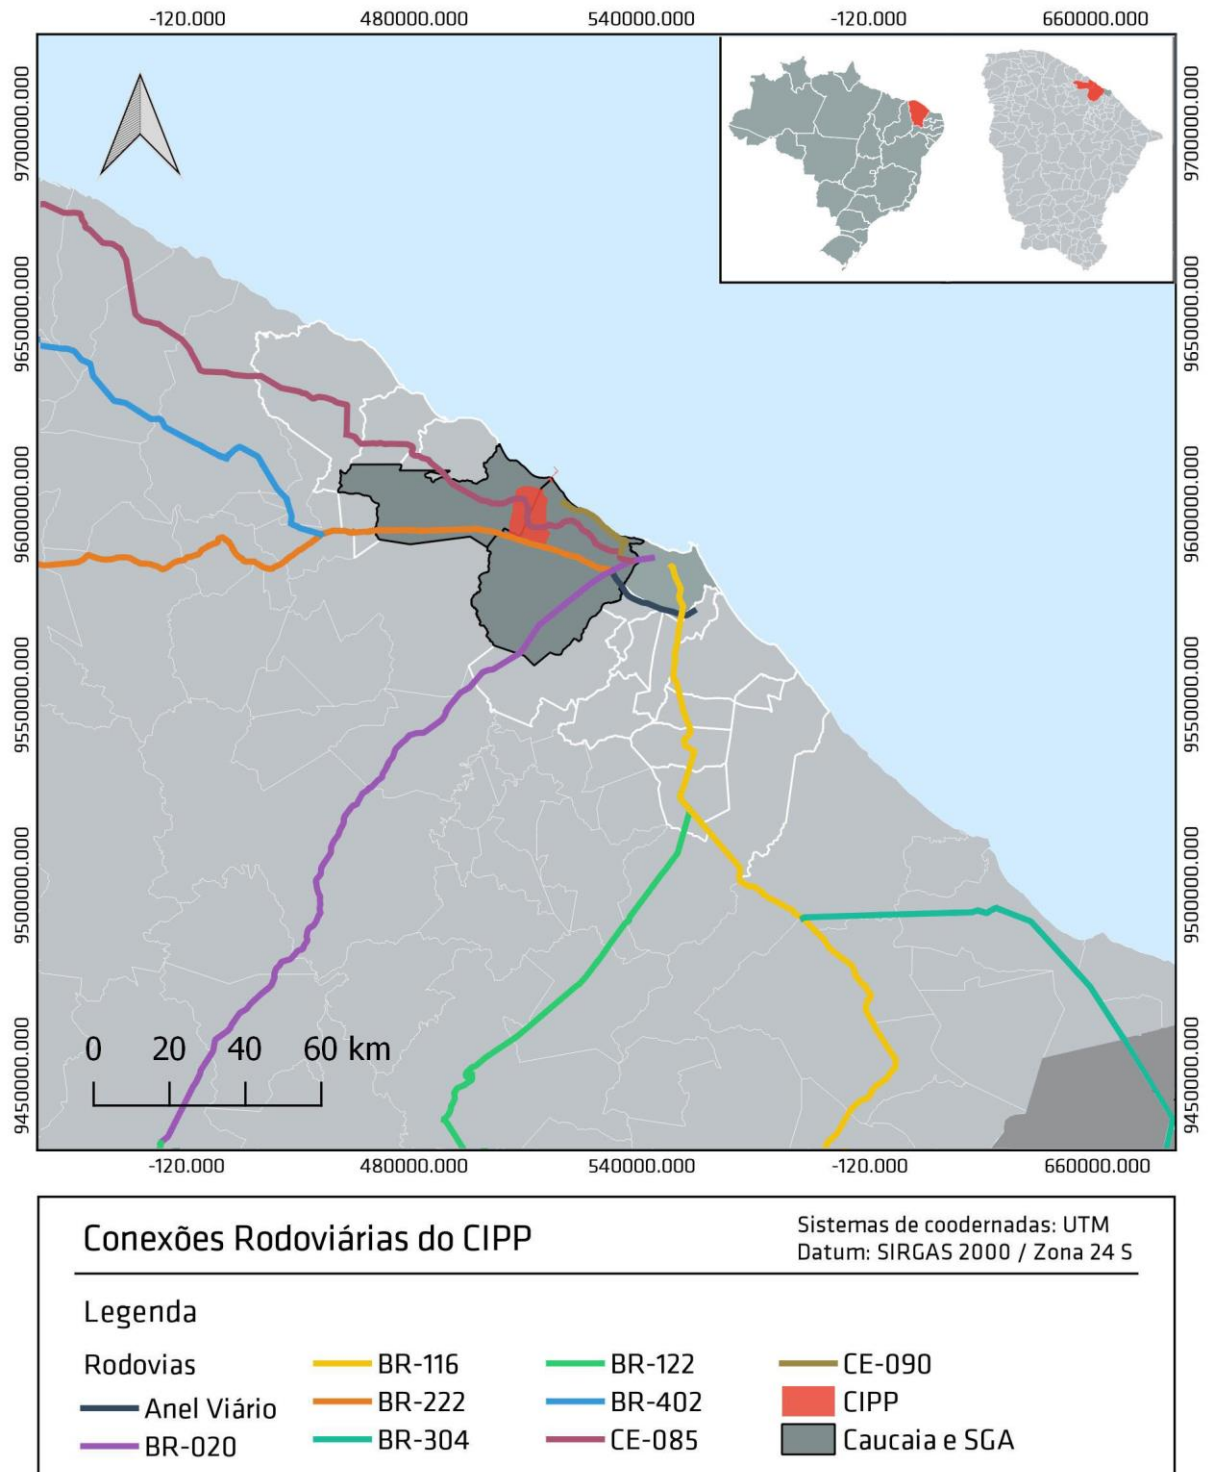 -120.000 480000.000 540000.000 -120.000 660000.000
9700000.000 9700000.000
9650000.000 9650000.000
9600000.000 9600000.000
9550000.000 9550000.000
9500000.000 9500000.000
9450000.000 9450000.000
0 20 40 60 km
-120.000 480000.000 540000.000 -120.000 660000.000
Conexões Rodoviárias do CIPP
Sistemas de coodernadas: UTM
Datum: SIRGAS 2000 / Zona 24 S
Legenda
Rodovias
Anel Viário
BR-020
BR-116
BR-222
BR-304
BR-122
BR-402
CE-085
CE-090
CIPP
Caucaia e SGA